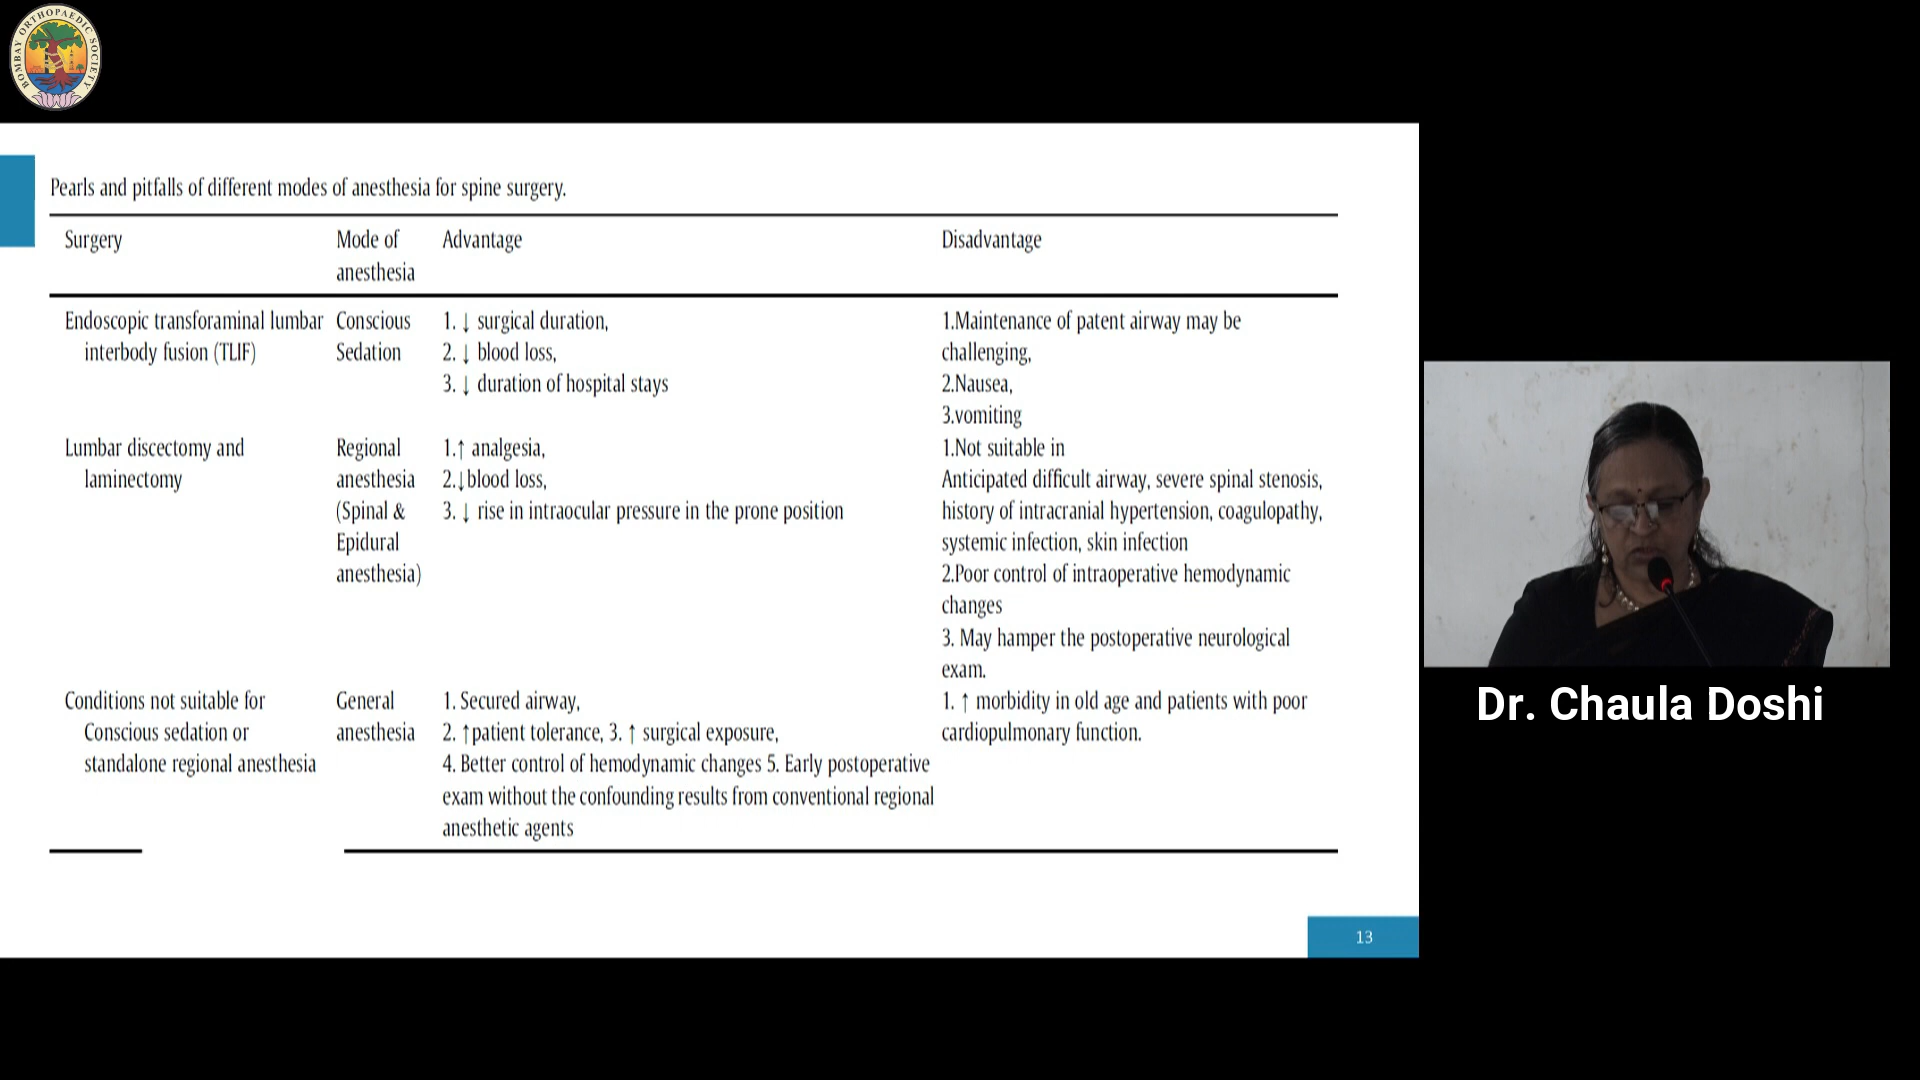 BOMBAY ORTHOPAEDIC SOCIETY
Pearls and pitfalls of different modes of anesthesia for spine surgery.
Surgery
Mode of
anesthesia
Advantage
Disadvantage
Endoscopic transforaminal lumbar
interbody fusion (TLIF)
Conscious
Sedation
1. ↓ surgical duration,
2. ↓ blood loss,
3. ↓ duration of hospital stays
1.Maintenance of patent airway may be
challenging,
2.Nausea,
3.vomiting
Lumbar discectomy and
laminectomy
Regional
anesthesia
(Spinal &
Epidural
anesthesia)
1.↑ analgesia,
2.↓blood loss,
3. ↓ rise in intraocular pressure in the prone position
1.Not suitable in
Anticipated difficult airway, severe spinal stenosis,
history of intracranial hypertension, coagulopathy,
systemic infection, skin infection
2.Poor control of intraoperative hemodynamic
changes
3. May hamper the postoperative neurological
exam.
Conditions not suitable for
Conscious sedation or
standalone regional anesthesia
General
anesthesia
1. Secured airway,
2. ↑patient tolerance, 3. ↑ surgical exposure,
4. Better control of hemodynamic changes 5. Early postoperative
exam without the confounding results from conventional regional
anesthetic agents
1. ↑ morbidity in old age and patients with poor
cardiopulmonary function.
13
Dr. Chaula Doshi